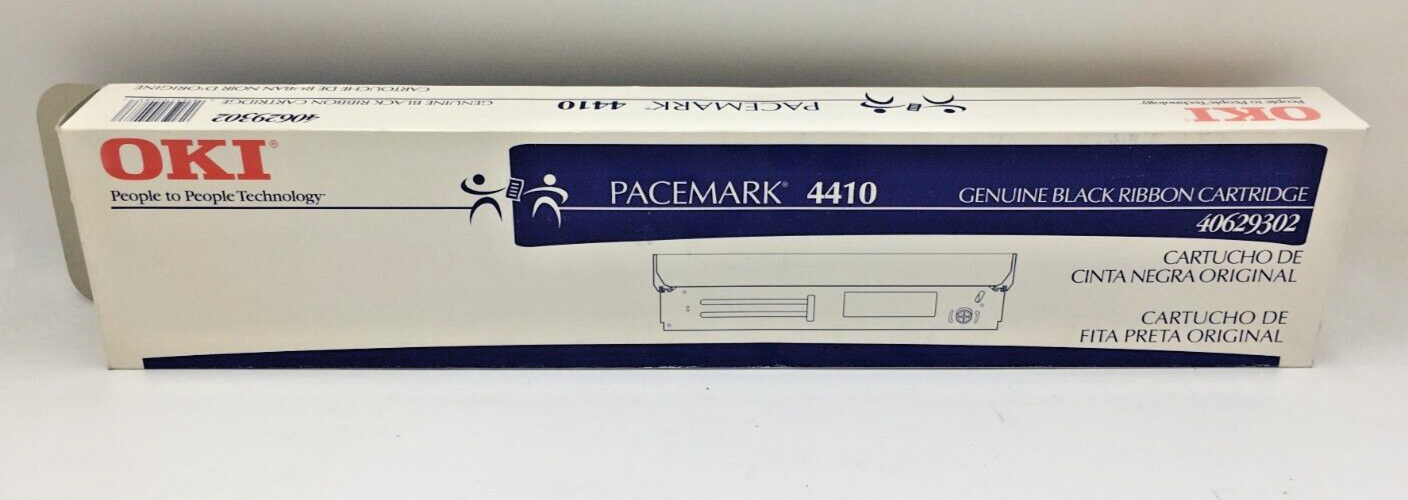 CARTOUCHE DE RUBAN NOIR D'ORIGINE
GENUINE BLACK RIBBON CARTRIDGE
40629302
PACEMARK® 4410
OKI
People to People Technology
OKI®
People to People Technology™
PACEMARK® 4410
GENUINE BLACK RIBBON CARTRIDGE
40629302
CARTUCHO DE
CINTA NEGRA ORIGINAL
CARTUCHO DE
FITA PRETA ORIGINAL